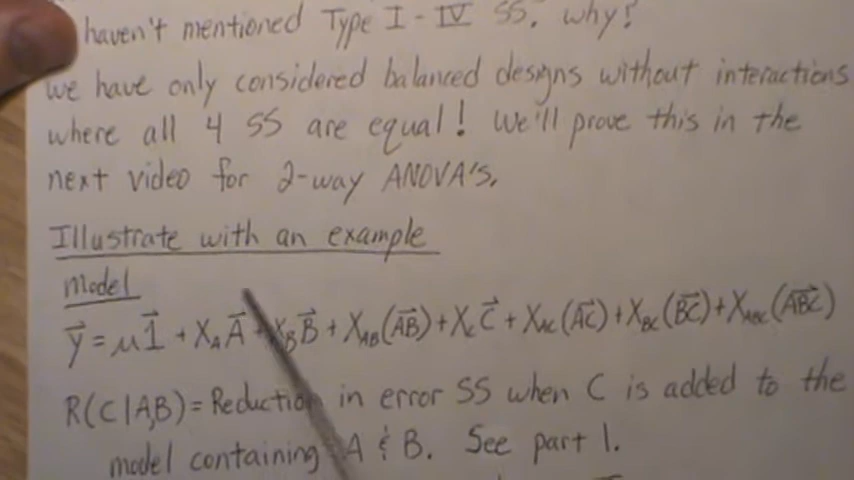 haven't mentioned Type I - IV SS. why?
we have only considered balanced designs without interactions
where all 4 SS are equal! We'll prove this in the
next video for 2-way ANOVA's.
Illustrate with an example
Model
y⃗ = μ1⃗ + X_A A⃗ + X_B B⃗ + X_AB (AB⃗) + X_C C⃗ + X_AC (AC⃗) + X_BC (BC⃗) + X_ABC (ABC⃗)
R(C|A,B) = Reduction in error SS when C is added to the
model containing A & B. See part 1.